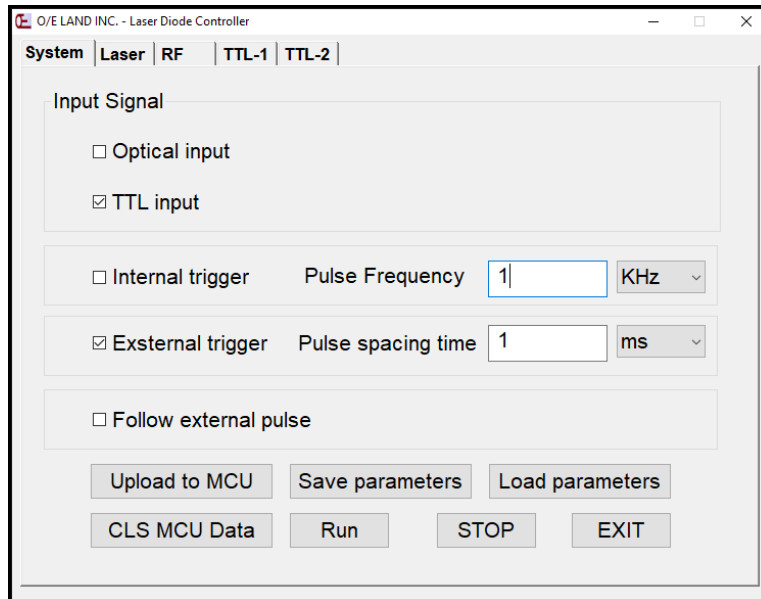 O/E LAND INC. - Laser Diode Controller
System Laser RF TTL-1 TTL-2
Input Signal
Optical input
TTL input
Internal trigger Pulse Frequency 1 KHz
Exsternal trigger Pulse spacing time 1 ms
Follow external pulse
Upload to MCU Save parameters Load parameters
CLS MCU Data Run STOP EXIT